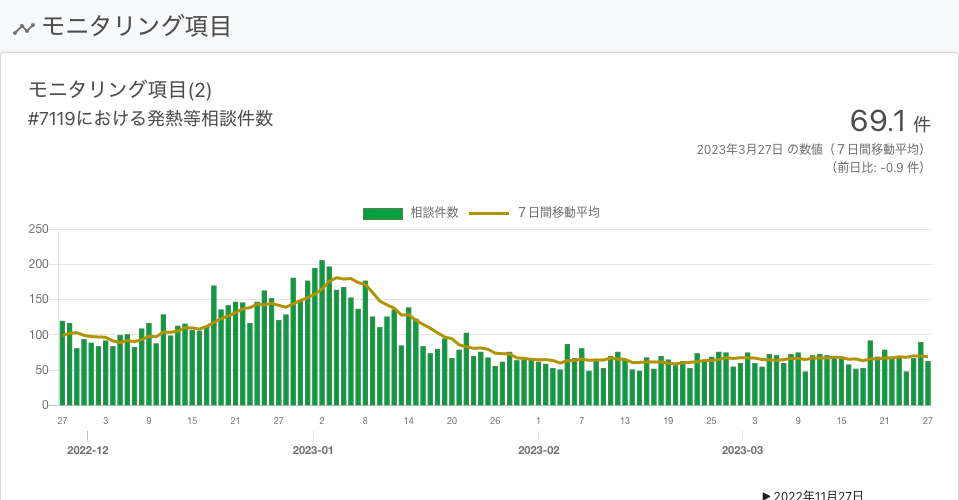 モニタリング項目
モニタリング項目(2)
#7119における発熱等相談件数
69.1 件
2023年3月27日 の数値（７日間移動平均）
（前日比: -0.9 件）
相談件数 ７日間移動平均
250
200
150
100
50
0
27 3 9 15 21 27 2 8 14 20 26 1 7 13 19 25 3 9 15 21 27
2022-12 2023-01 2023-02 2023-03
▶ 2022年11月27日